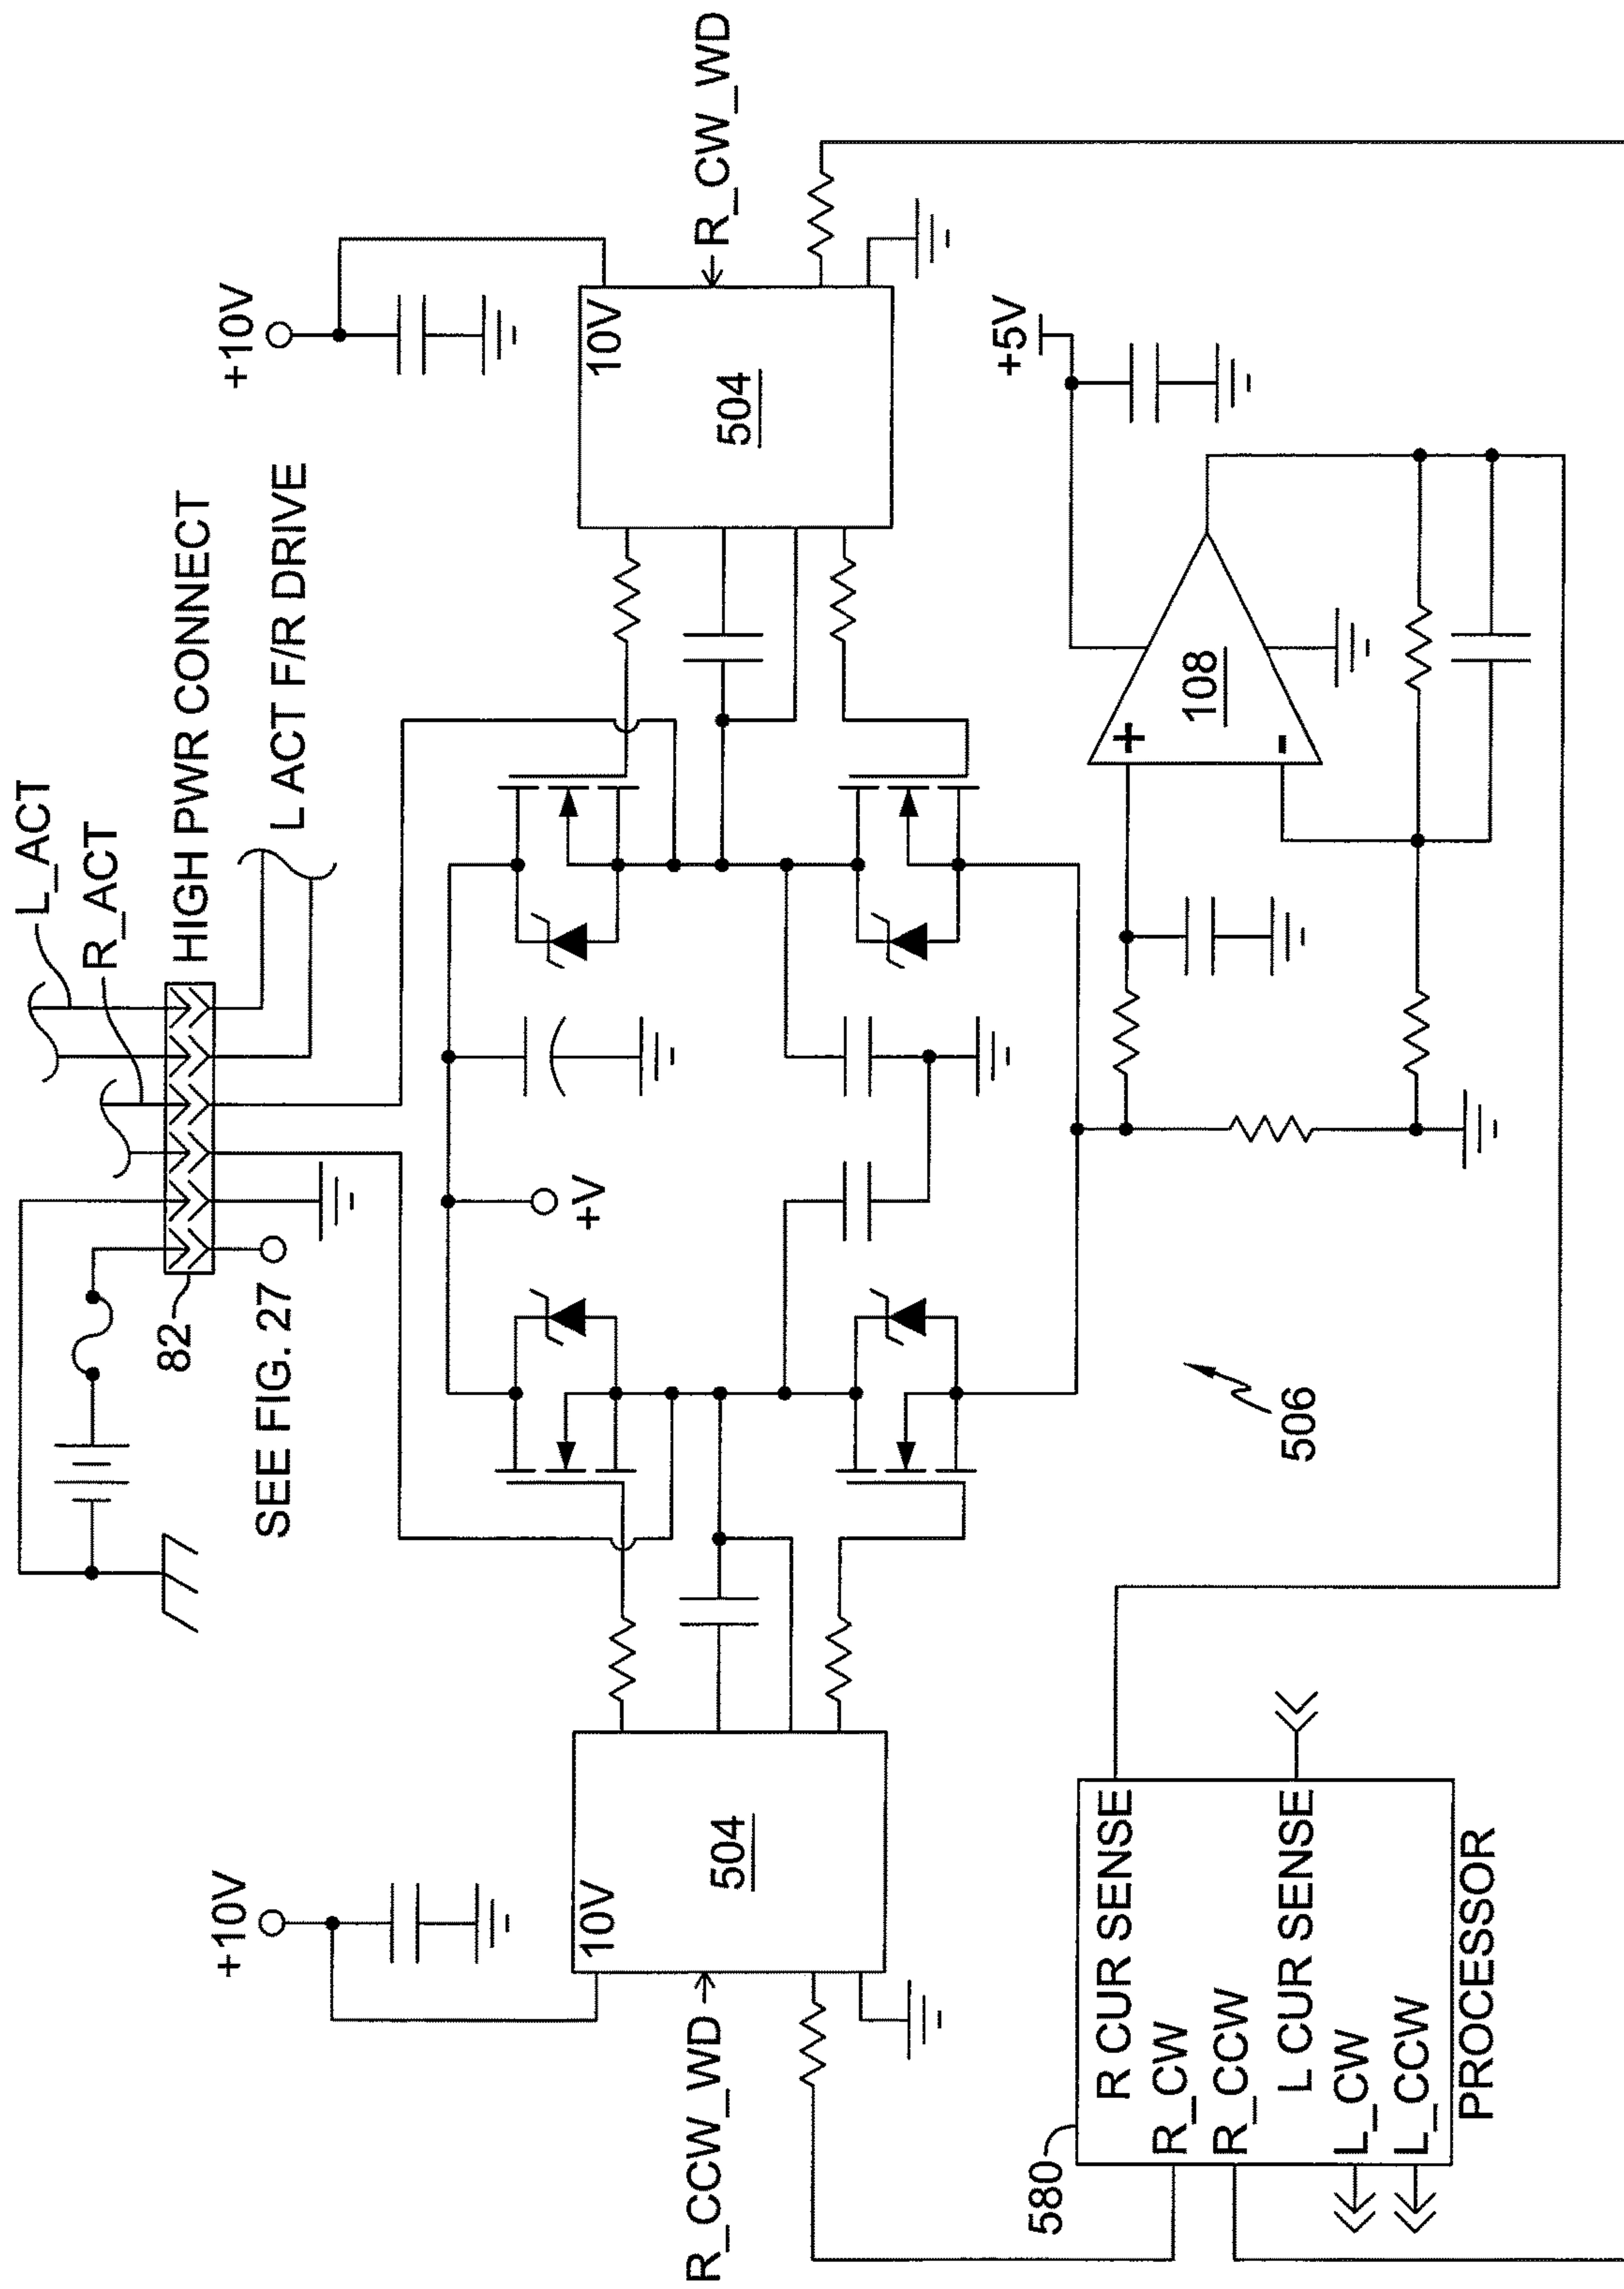 L_ACT
R_ACT
HIGH PWR CONNECT
L ACT F/R DRIVE
82
SEE FIG. 27
+10V
+10V
10V
504
R_CCW_WD
+V
10V
504
R_CW_WD
506
+5V
+
-
108
580
R CUR SENSE
R_CW
R_CCW
L CUR SENSE
L_CW
L_CCW
PROCESSOR